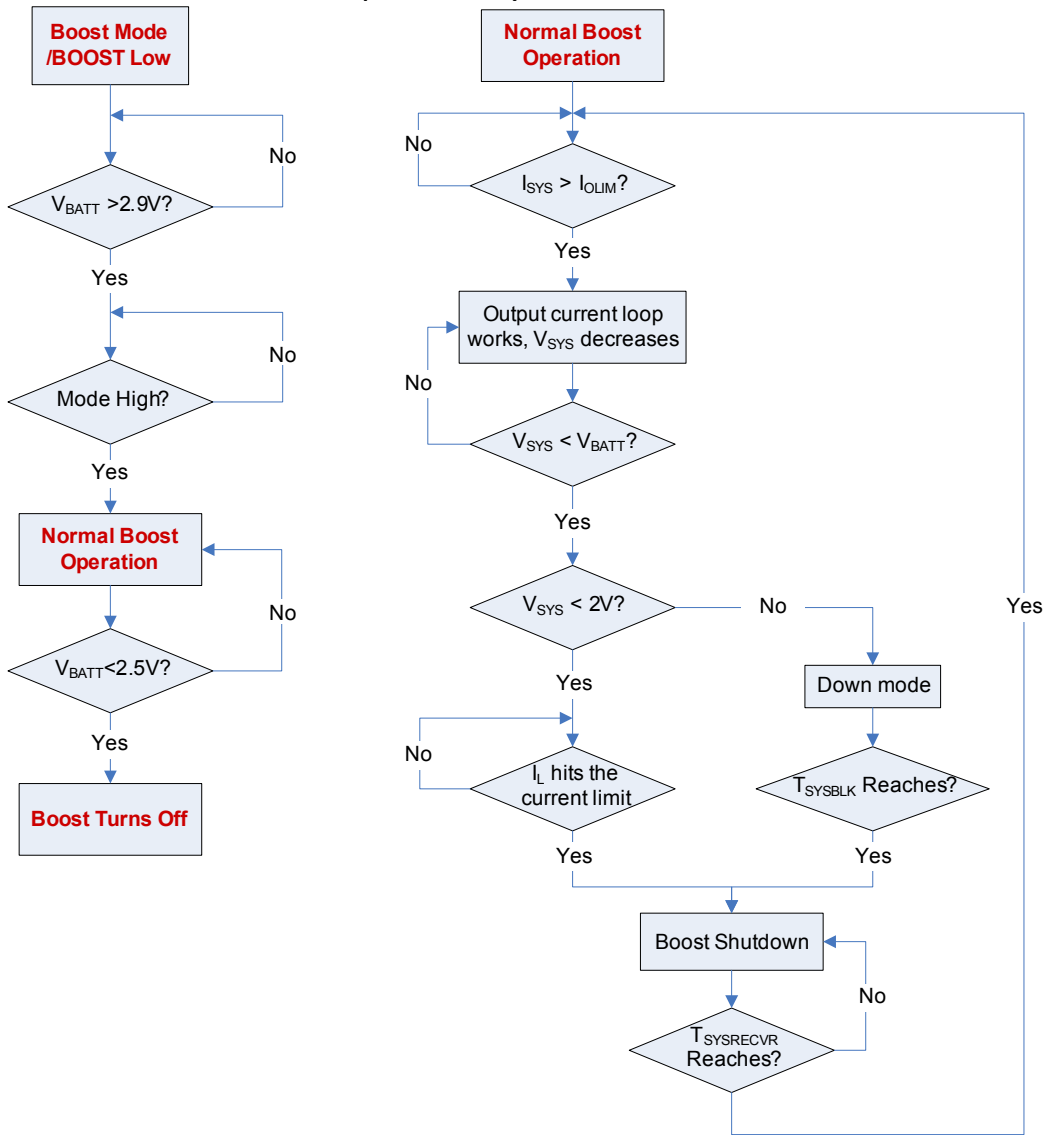 Boost Mode
/BOOST Low
No
VBATT >2.9V?
Yes
No
Mode High?
Yes
Normal Boost
Operation
No
VBATT<2.5V?
Yes
Boost Turns Off
Normal Boost
Operation
No
ISYS > IOLIM?
Yes
Output current loop
works, VSYS decreases
No
VSYS < VBATT?
Yes
VSYS < 2V?
No
Yes
Yes
Down mode
No
IL hits the
current limit
TSYSBLK Reaches?
Yes
Yes
Boost Shutdown
No
TSYSRECVR
Reaches?